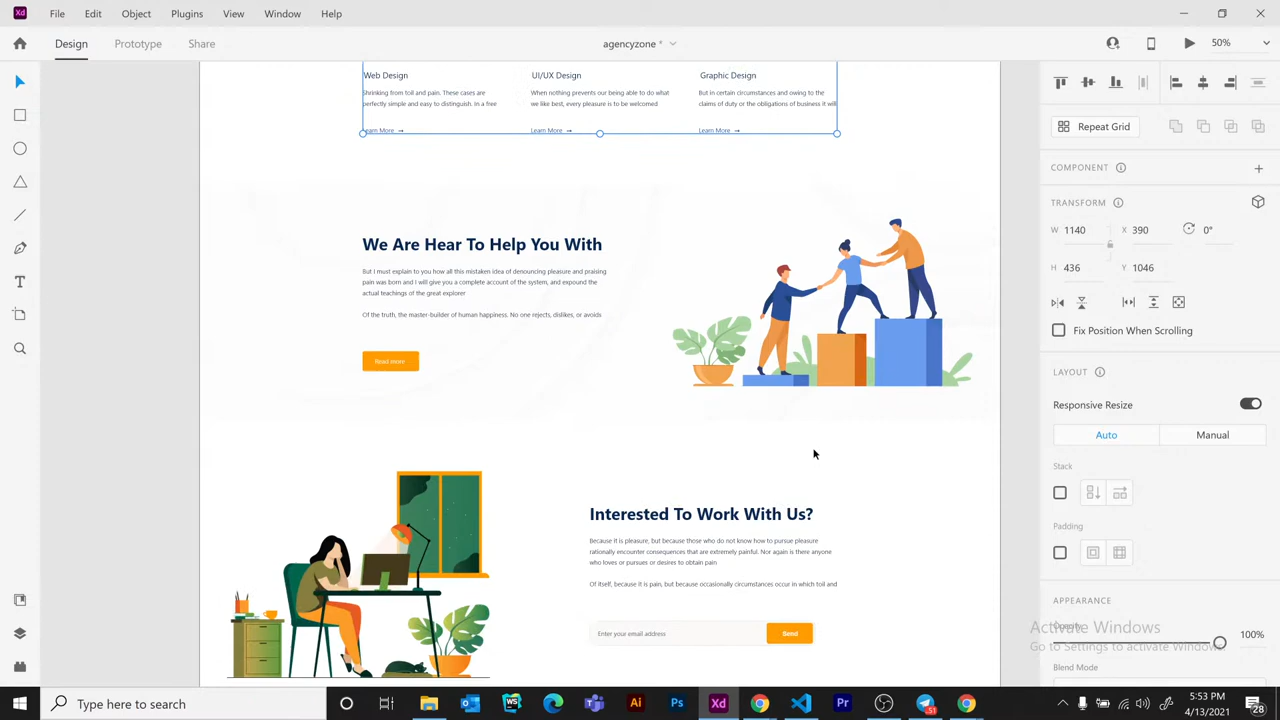 Xd File Edit Object Plugins View Window Help
Design Prototype Share agencyzone * 50%
Web Design UI/UX Design Graphic Design
Shrinking from toil and pain. These cases are When nothing prevents our being able to do what But in certain circumstances and owing to the
perfectly simple and easy to distinguish. In a free we like best, every pleasure is to be welcomed claims of duty or the obligations of business it will
Learn More → Learn More → Learn More →
We Are Hear To Help You With
But I must explain to you how all this mistaken idea of denouncing pleasure and praising
pain was born and I will give you a complete account of the system, and expound the
actual teachings of the great explorer
Of the truth, the master-builder of human happiness. No one rejects, dislikes, or avoids
Read more
Interested To Work With Us?
Because it is pleasure, but because those who do not know how to pursue pleasure
rationally encounter consequences that are extremely painful. Nor again is there anyone
who loves or pursues or desires to obtain pain
Of itself, because it is pain, but because occasionally circumstances occur in which toil and
Enter your email address Send
Repeat Grid
COMPONENT
TRANSFORM
W 1140 X 390 0°
H 436 1046
Fix Position When Scrolling
LAYOUT
Responsive Resize
Auto Manual
Stack
Padding
APPEARANCE
Opacity
100%
Blend Mode
Activate Windows
Go to Settings to activate Windows.
Type here to search
Ai Ps Xd Pr
51
5:53 PM
4/13/2021
28